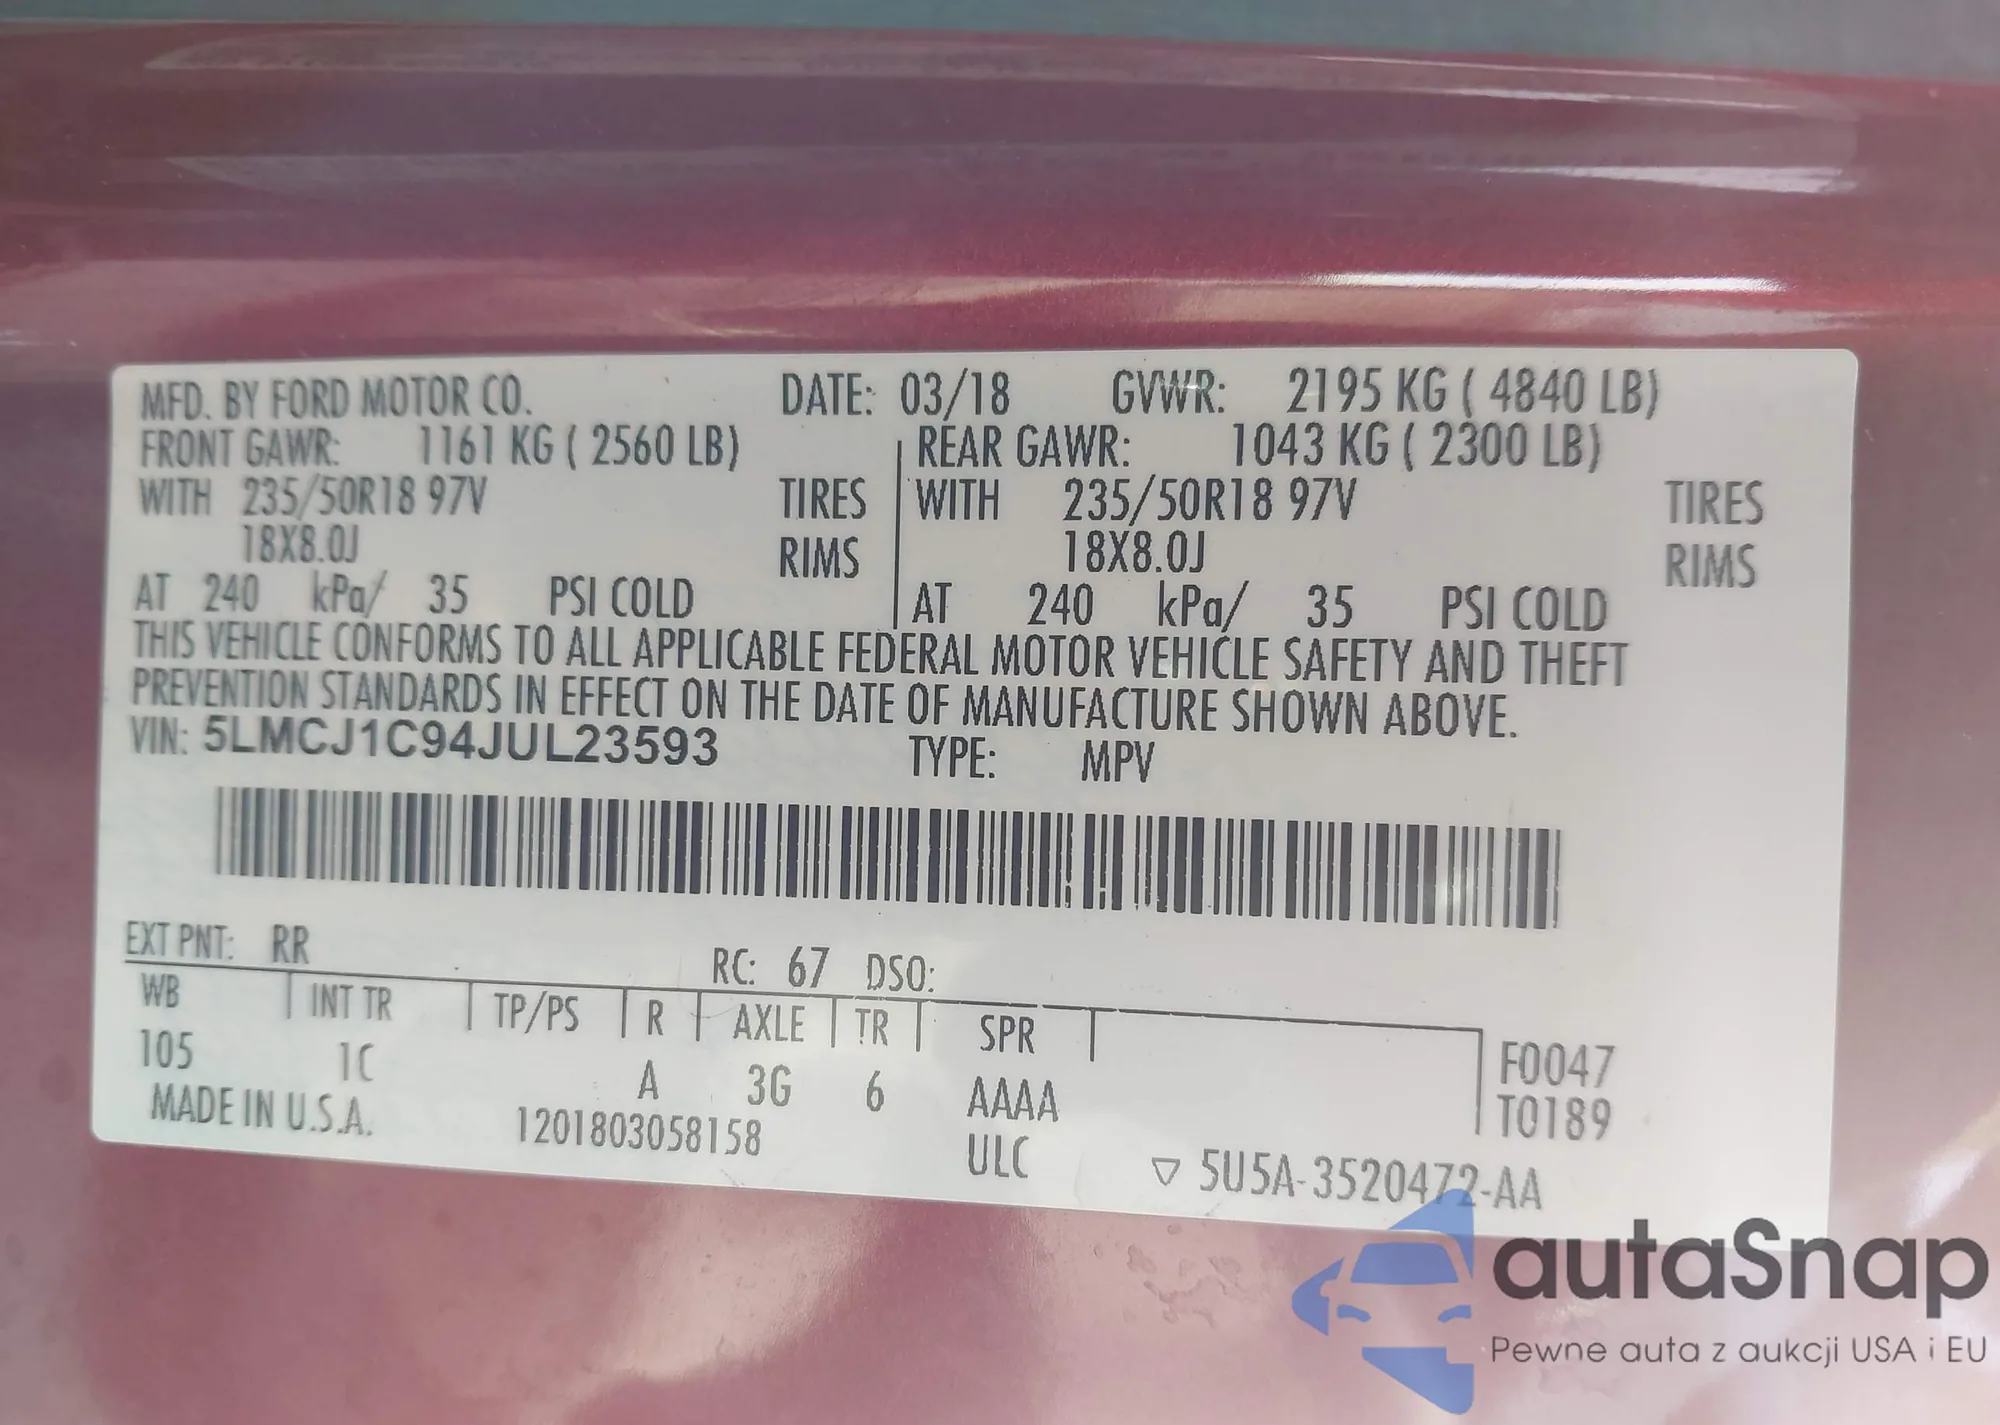 MFD. BY FORD MOTOR CO. DATE: 03/18 GVWR: 2195 KG ( 4840 LB)
FRONT GAWR: 1161 KG ( 2560 LB) REAR GAWR: 1043 KG ( 2300 LB)
WITH 235/50R18 97V TIRES WITH 235/50R18 97V TIRES
18X8.0J RIMS 18X8.0J RIMS
AT 240 kPa/ 35 PSI COLD AT 240 kPa/ 35 PSI COLD
THIS VEHICLE CONFORMS TO ALL APPLICABLE FEDERAL MOTOR VEHICLE SAFETY AND THEFT
PREVENTION STANDARDS IN EFFECT ON THE DATE OF MANUFACTURE SHOWN ABOVE.
VIN: 5LMCJ1C94JUL23593 TYPE: MPV
EXT PNT: RR RC: 67 DSO:
WB INT TR TP/PS R AXLE TR SPR
105 1C A 3G 6 AAAA F0047
T0189
MADE IN U.S.A. 1201803058158 ULC ▽ 5U5A-3520472-AA
autaSnap
Pewne auta z aukcji USA i EU